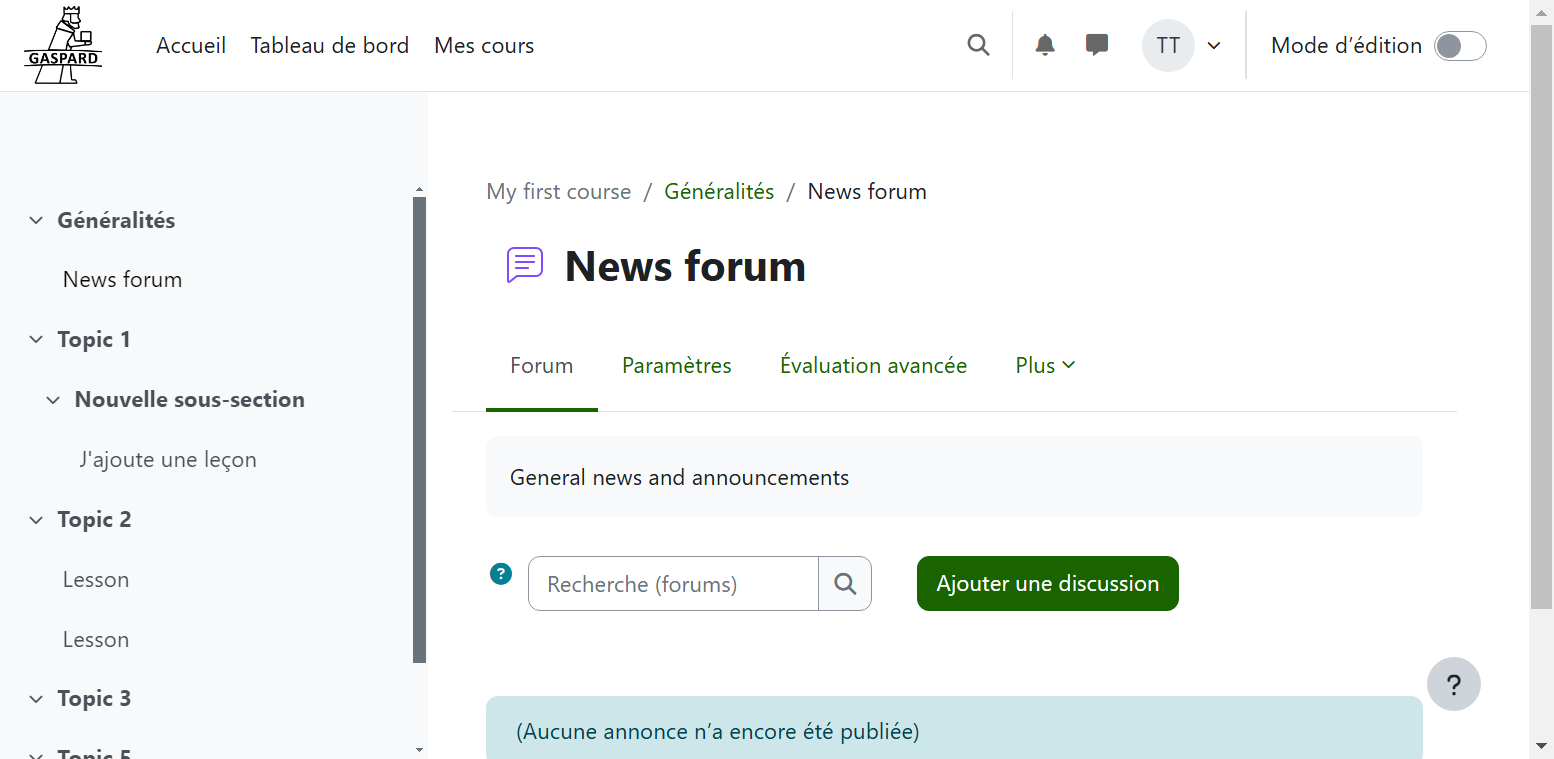 GASPARD
Accueil Tableau de bord Mes cours TT Mode d’édition
Généralités
News forum
Topic 1
Nouvelle sous-section
J'ajoute une leçon
Topic 2
Lesson
Lesson
Topic 3
Topic 5
My first course / Généralités / News forum
News forum
Forum Paramètres Évaluation avancée Plus
General news and announcements
? Recherche (forums) Ajouter une discussion
?
(Aucune annonce n’a encore été publiée)